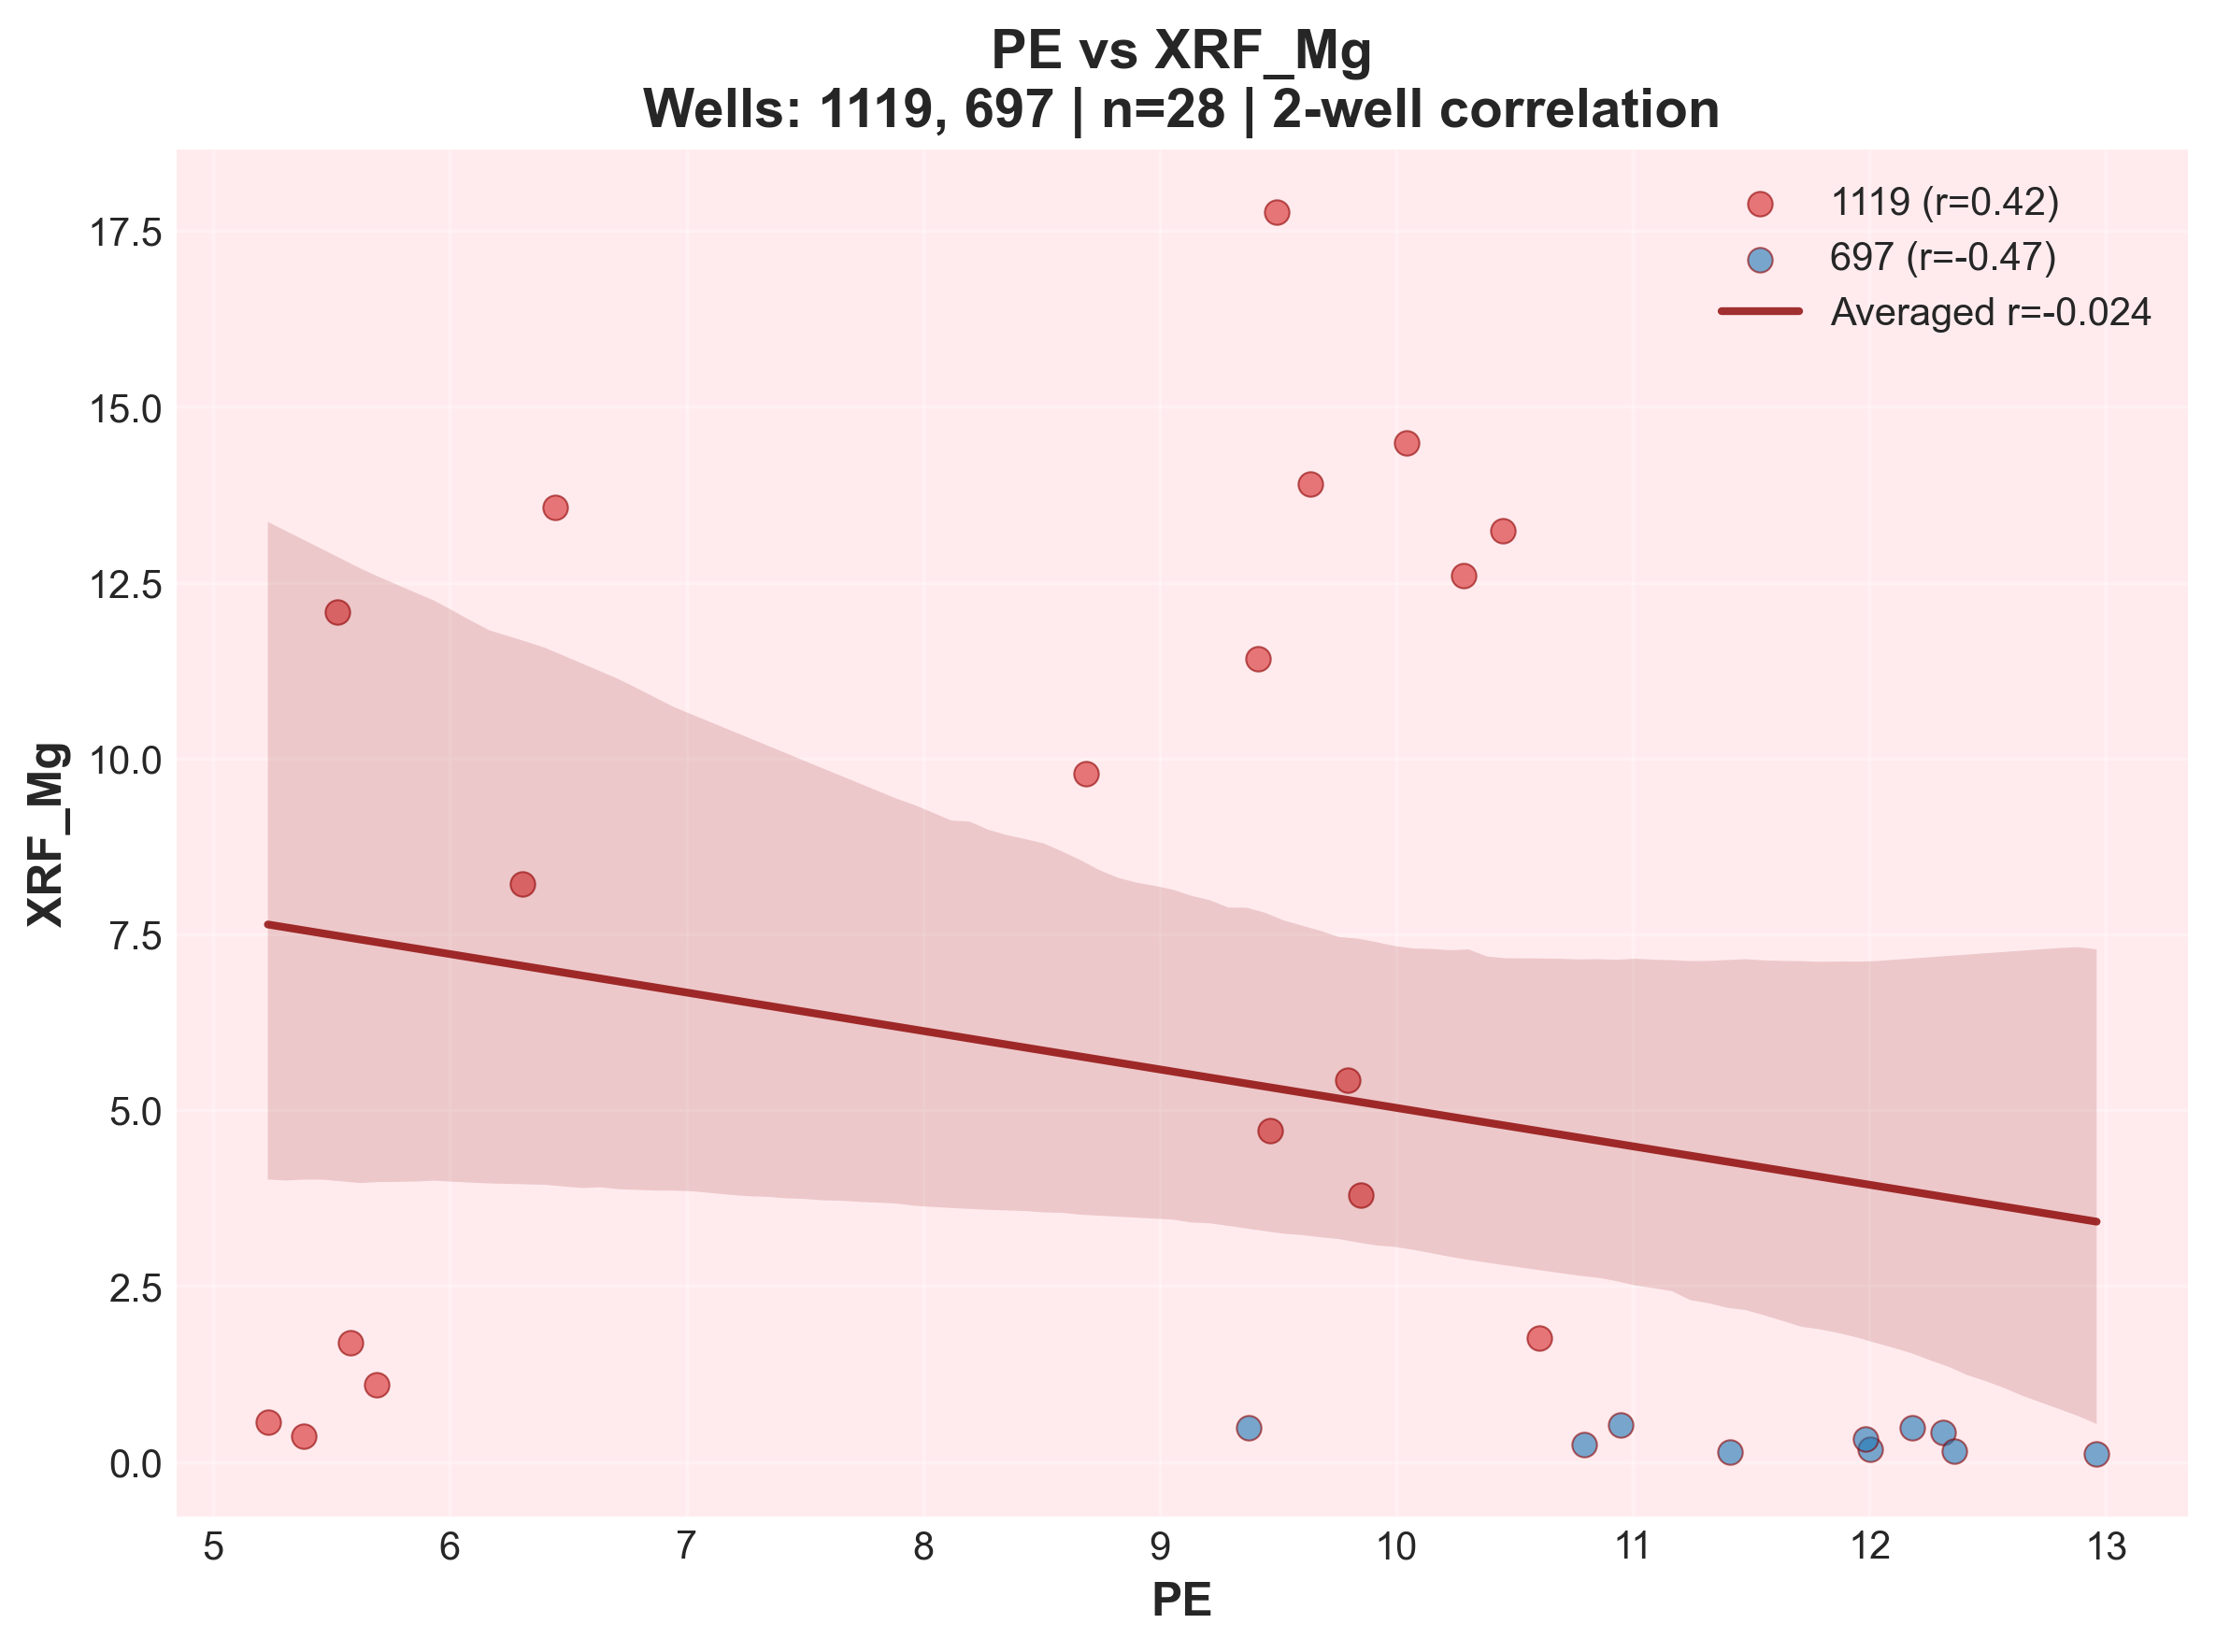 PE vs XRF_Mg
Wells: 1119, 697 | n=28 | 2-well correlation
1119 (r=0.42)
697 (r=-0.47)
Averaged r=-0.024
XRF_Mg
17.5
15.0
12.5
10.0
7.5
5.0
2.5
0.0
5 6 7 8 9 10 11 12 13
PE